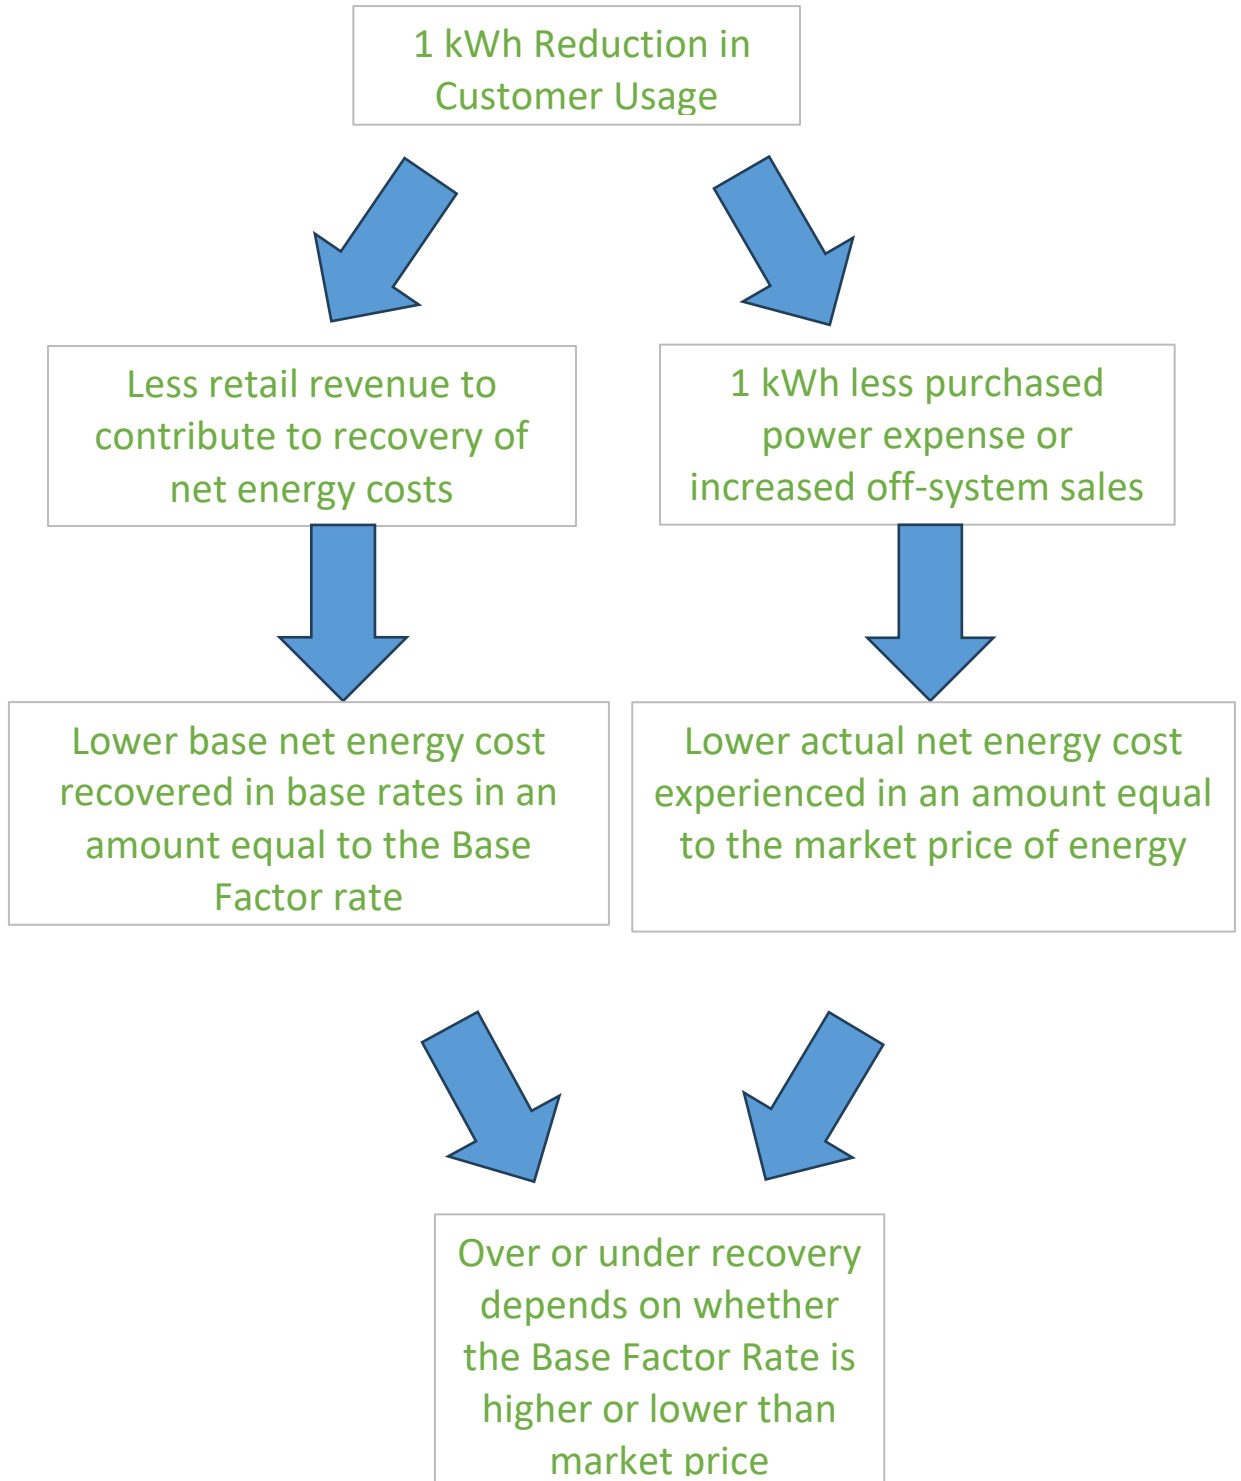 1 kWh Reduction in
Customer Usage
Less retail revenue to
contribute to recovery of
net energy costs
1 kWh less purchased
power expense or
increased off-system sales
Lower base net energy cost
recovered in base rates in an
amount equal to the Base
Factor rate
Lower actual net energy cost
experienced in an amount equal
to the market price of energy
Over or under recovery
depends on whether
the Base Factor Rate is
higher or lower than
market price